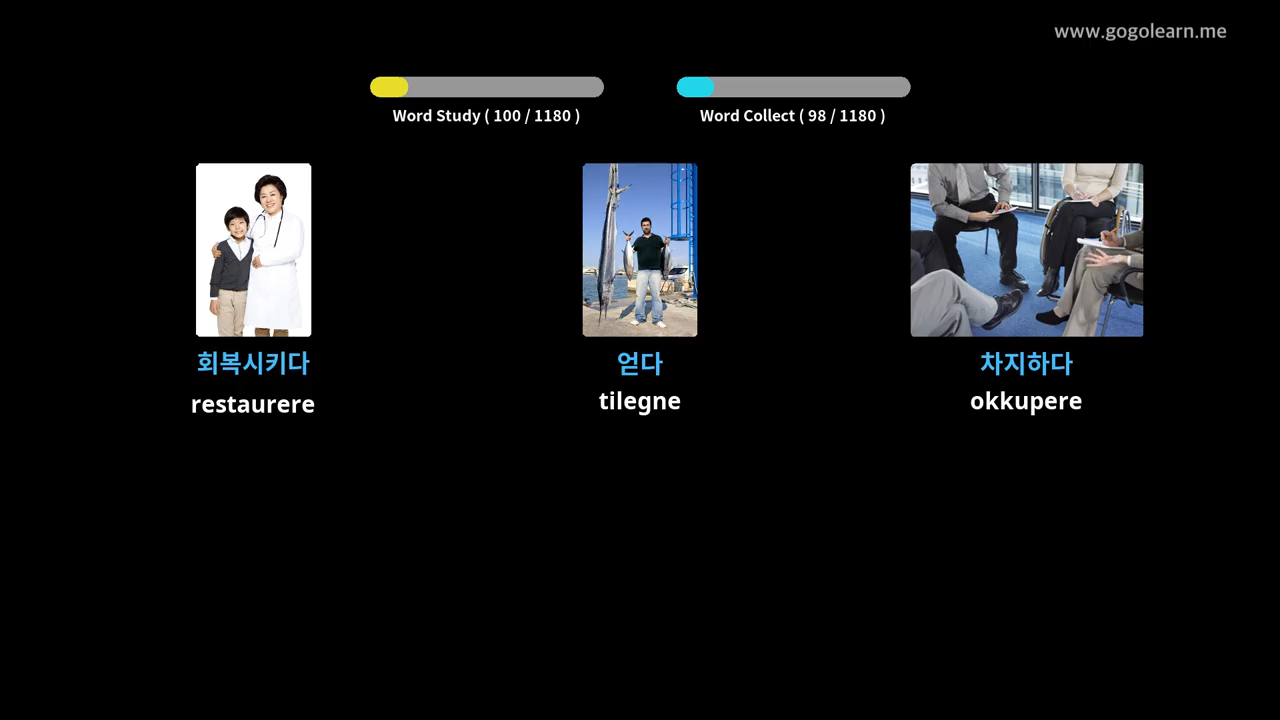 www.gogolearn.me
Word Study ( 100 / 1180 )
Word Collect ( 98 / 1180 )
회복시키다
얻다
차지하다
restaurere
tilegne
okkupere